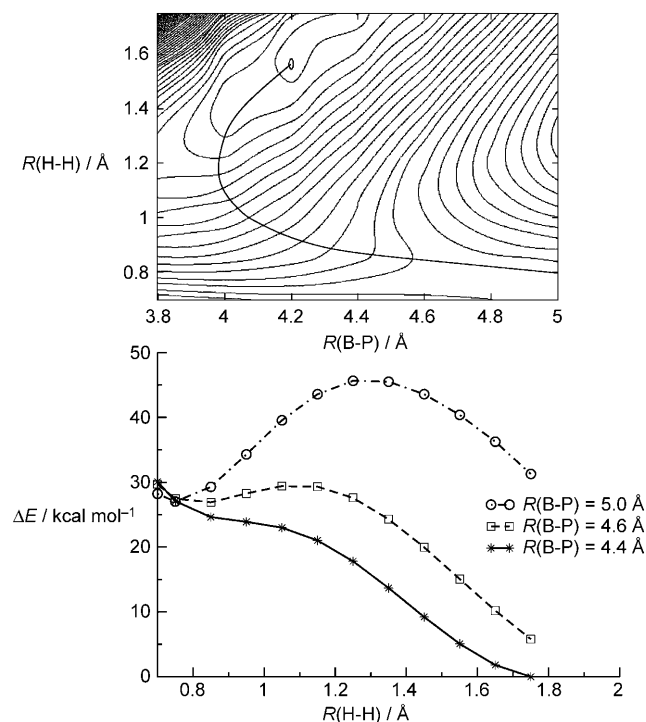 1.6
1.4
R(H-H) / Å
1.2
1
0.8
3.8 4 4.2 4.4 4.6 4.8 5
R(B-P) / Å
50
40
30
ΔE / kcal mol⁻¹
20
10
0
R(B-P) = 5.0 Å
R(B-P) = 4.6 Å
R(B-P) = 4.4 Å
0.8 1 1.2 1.4 1.6 1.8 2
R(H-H) / Å